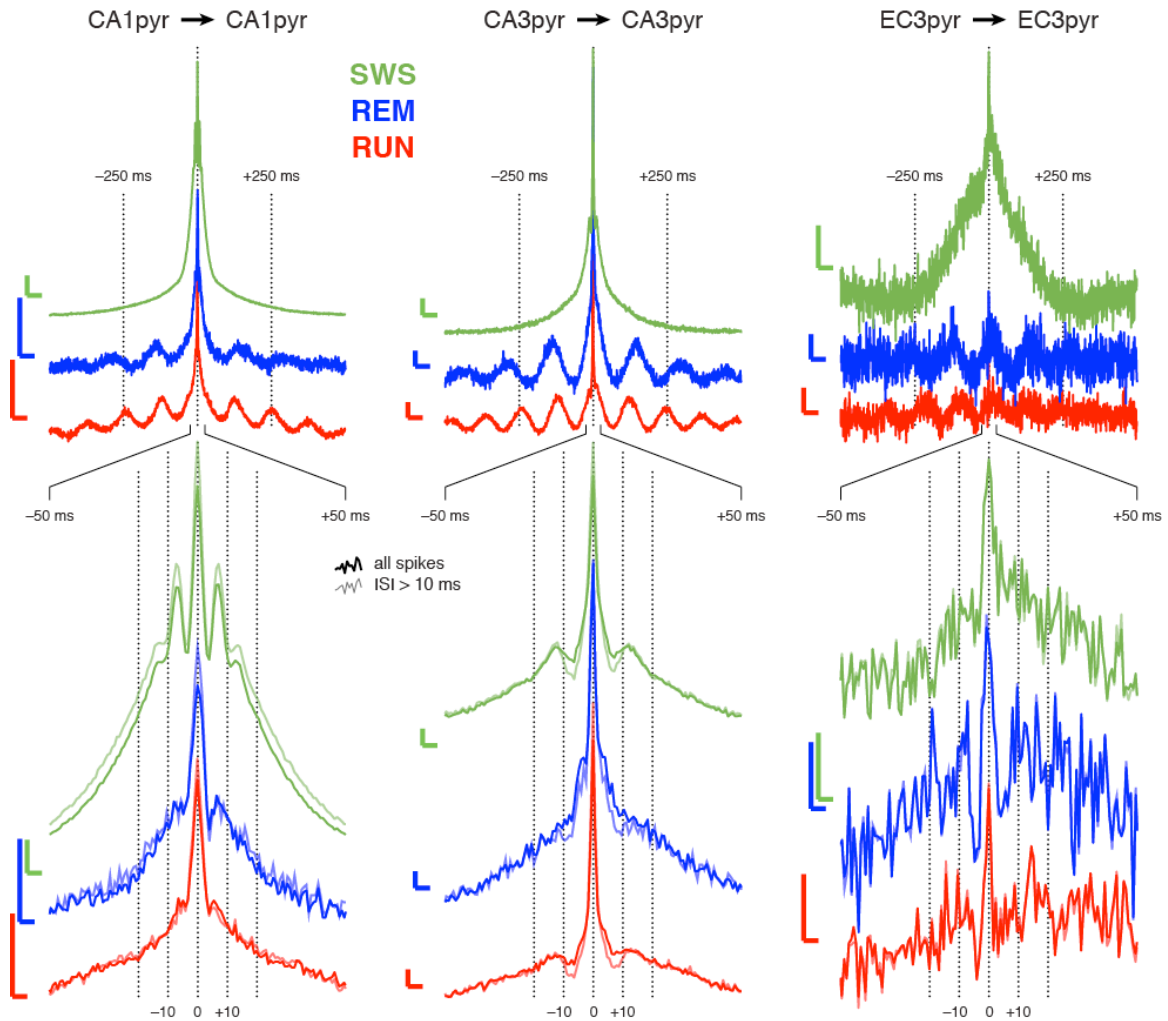 CA1pyr → CA1pyr
CA3pyr → CA3pyr
EC3pyr → EC3pyr
SWS
REM
RUN
–250 ms
+250 ms
–250 ms
+250 ms
–250 ms
+250 ms
–50 ms
+50 ms
–50 ms
+50 ms
–50 ms
+50 ms
all spikes
ISI > 10 ms
–10 0 +10
–10 0 +10
–10 0 +10